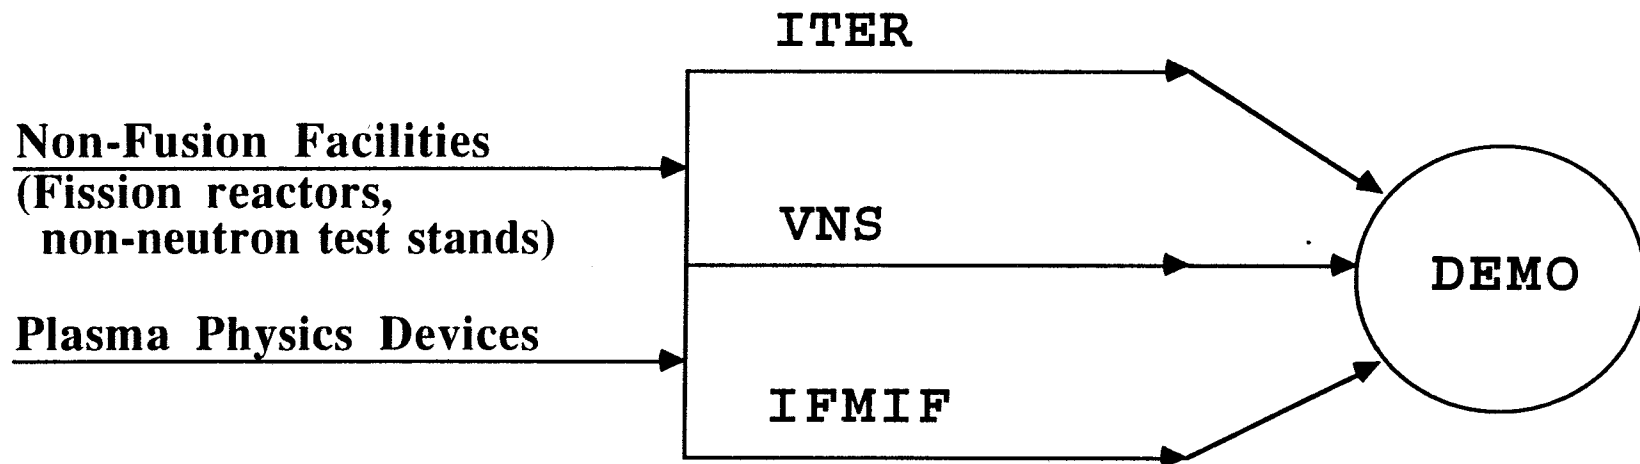 ITER
Non-Fusion Facilities
(Fission reactors,
non-neutron test stands)
VNS
DEMO
Plasma Physics Devices
IFMIF